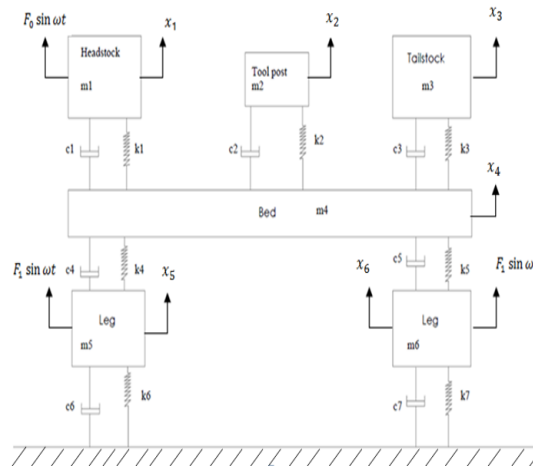 F₀ sin ωt
x₁
Headstock
m1
x₂
Tool post
m2
x₃
Tailstock
m3
c1
k1
c2
k2
c3
k3
x₄
Bed m4
F₁ sin ωt
c4
k4
x₅
x₆
c5
k5
F₁ sin ω
Leg
m5
Leg
m6
c6
k6
c7
k7